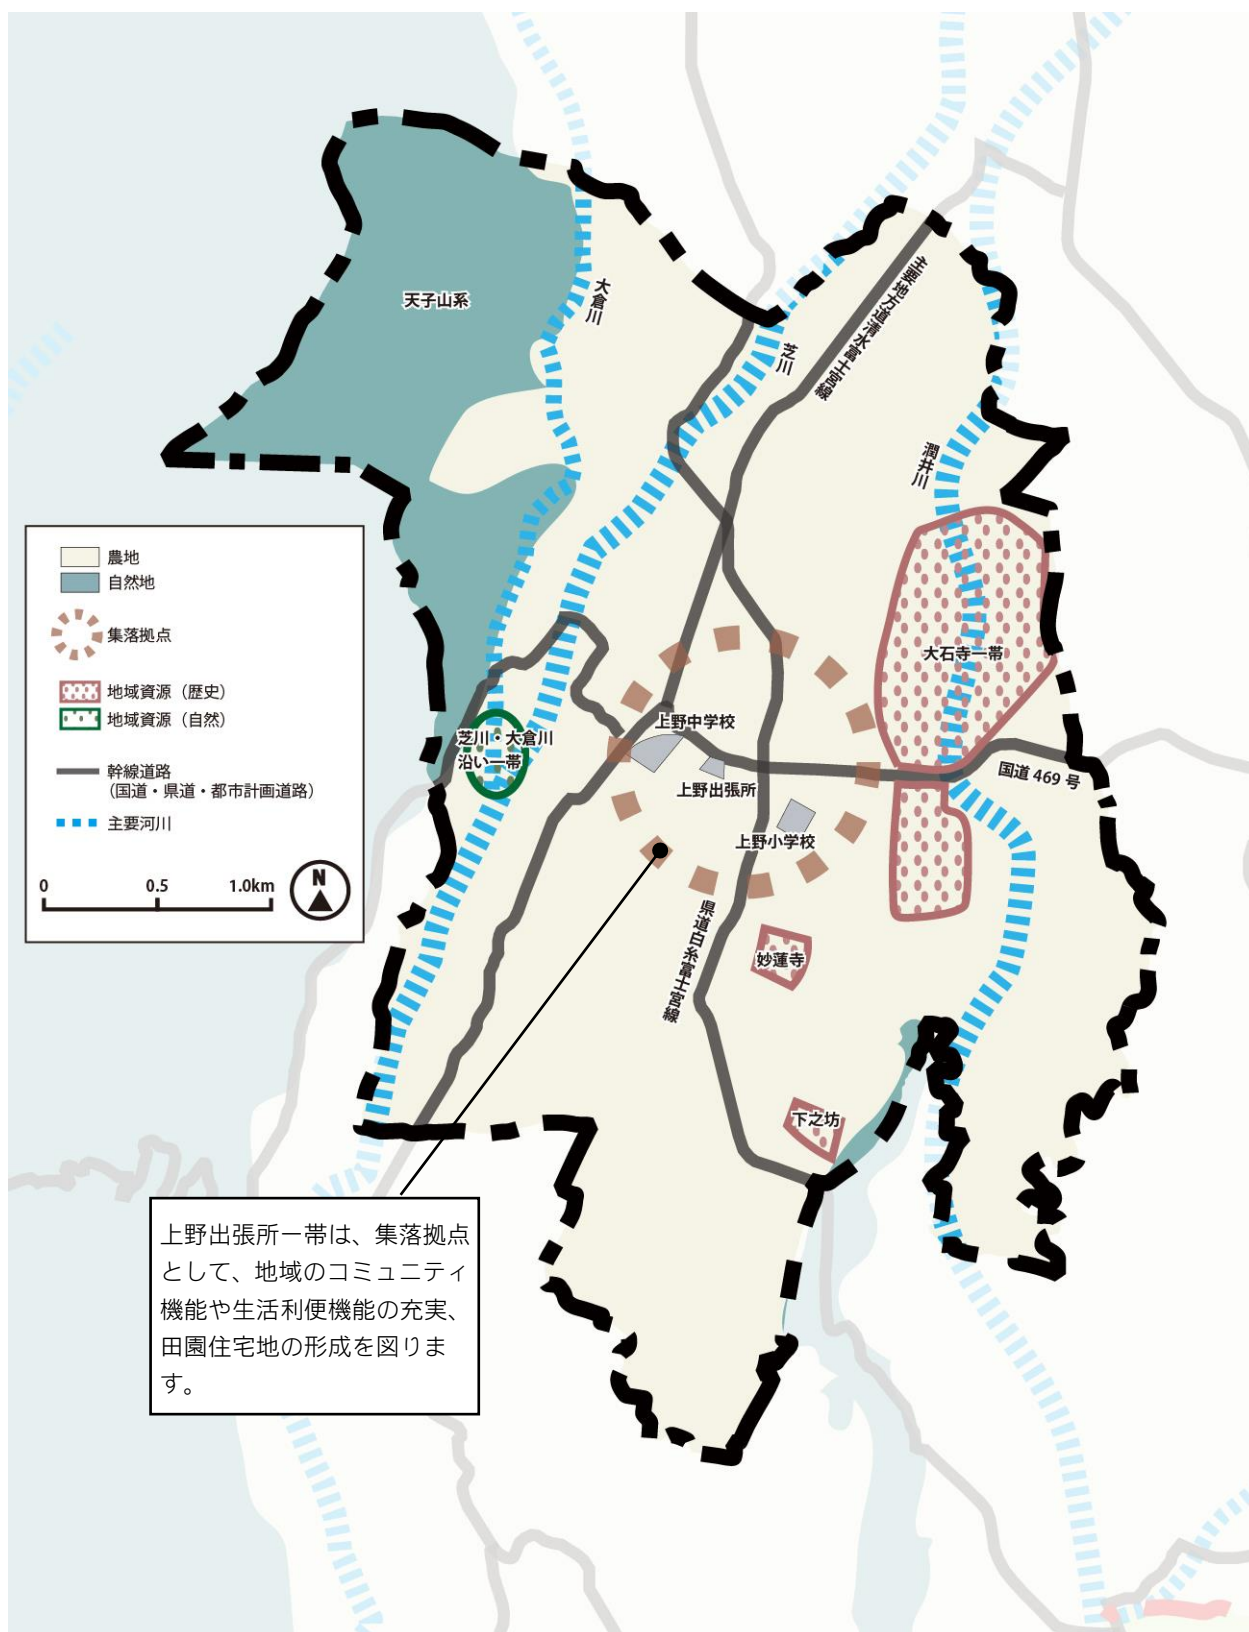 天子山系
大倉川
芝川
主要地方道清水富士宮線
潤井川
農地
自然地
集落拠点
地域資源（歴史）
地域資源（自然）
幹線道路
（国道・県道・都市計画道路）
主要河川
0 0.5 1.0km
N
大石寺一帯
上野中学校
芝川・大倉川
沿い一帯
上野出張所
国道 469 号
上野小学校
県道白糸富士宮線
妙蓮寺
下之坊
上野出張所一帯は、集落拠点
として、地域のコミュニティ
機能や生活利便機能の充実、
田園住宅地の形成を図りま
す。